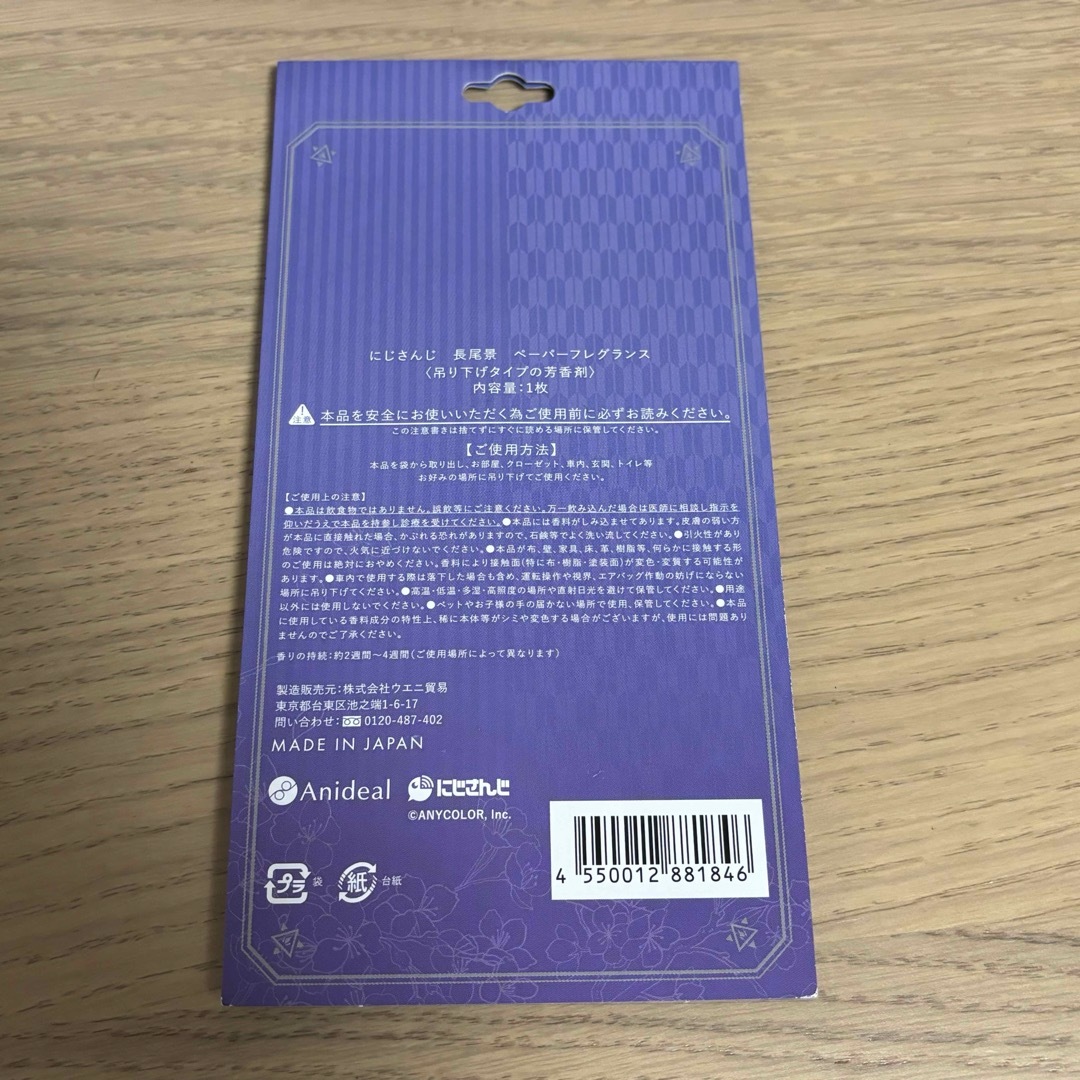 にじさんじ 長尾景 ペーパーフレグランス
〈吊り下げタイプの芳香剤〉
内容量：1枚
注意 本品を安全にお使いいただく為ご使用前に必ずお読みください。
この注意書きは捨てずにすぐに読める場所に保管してください。
【ご使用方法】
本品を袋から取り出し、お部屋、クローゼット、車内、玄関、トイレ等
お好みの場所に吊り下げてご使用ください。
【ご使用上の注意】
●本品は飲食物ではありません。誤飲等にご注意ください。万一飲み込んだ場合は医師に相談し指示を
仰いだうえで本品を持参し診療を受けてください。●本品には香料がしみ込ませてあります。皮膚の弱い方
が本品に直接触れた場合、かぶれる恐れがありますので、石鹸等でよく洗い流してください。●引火性があり
危険ですので、火気に近づけないでください。●本品が布、壁、家具、床、革、樹脂等、何らかに接触する形
のご使用は絶対におやめください。香料により接触面(特に布・樹脂・塗装面)が変色・変質する可能性が
あります。●車内で使用する際は落下した場合も含め、運転操作や視界、エアバッグ作動の妨げにならない
場所に吊り下げてください。●高温・低温・多湿・高照度の場所や直射日光を避けて保管してください。●用途
以外には使用しないでください。●ペットやお子様の手の届かない場所で使用、保管してください。●本品
に使用している香料成分の特性上、稀に本体等がシミや変色する場合がございますが、使用には問題あり
ませんのでご了承ください。
香りの持続：約2週間〜4週間(ご使用場所によって異なります)
製造販売元：株式会社ウエニ貿易
東京都台東区池之端1-6-17
問い合わせ：0120-487-402
MADE IN JAPAN
Anideal にじさんじ
©ANYCOLOR, Inc.
4 550012 881846
プラ 袋 紙 台紙